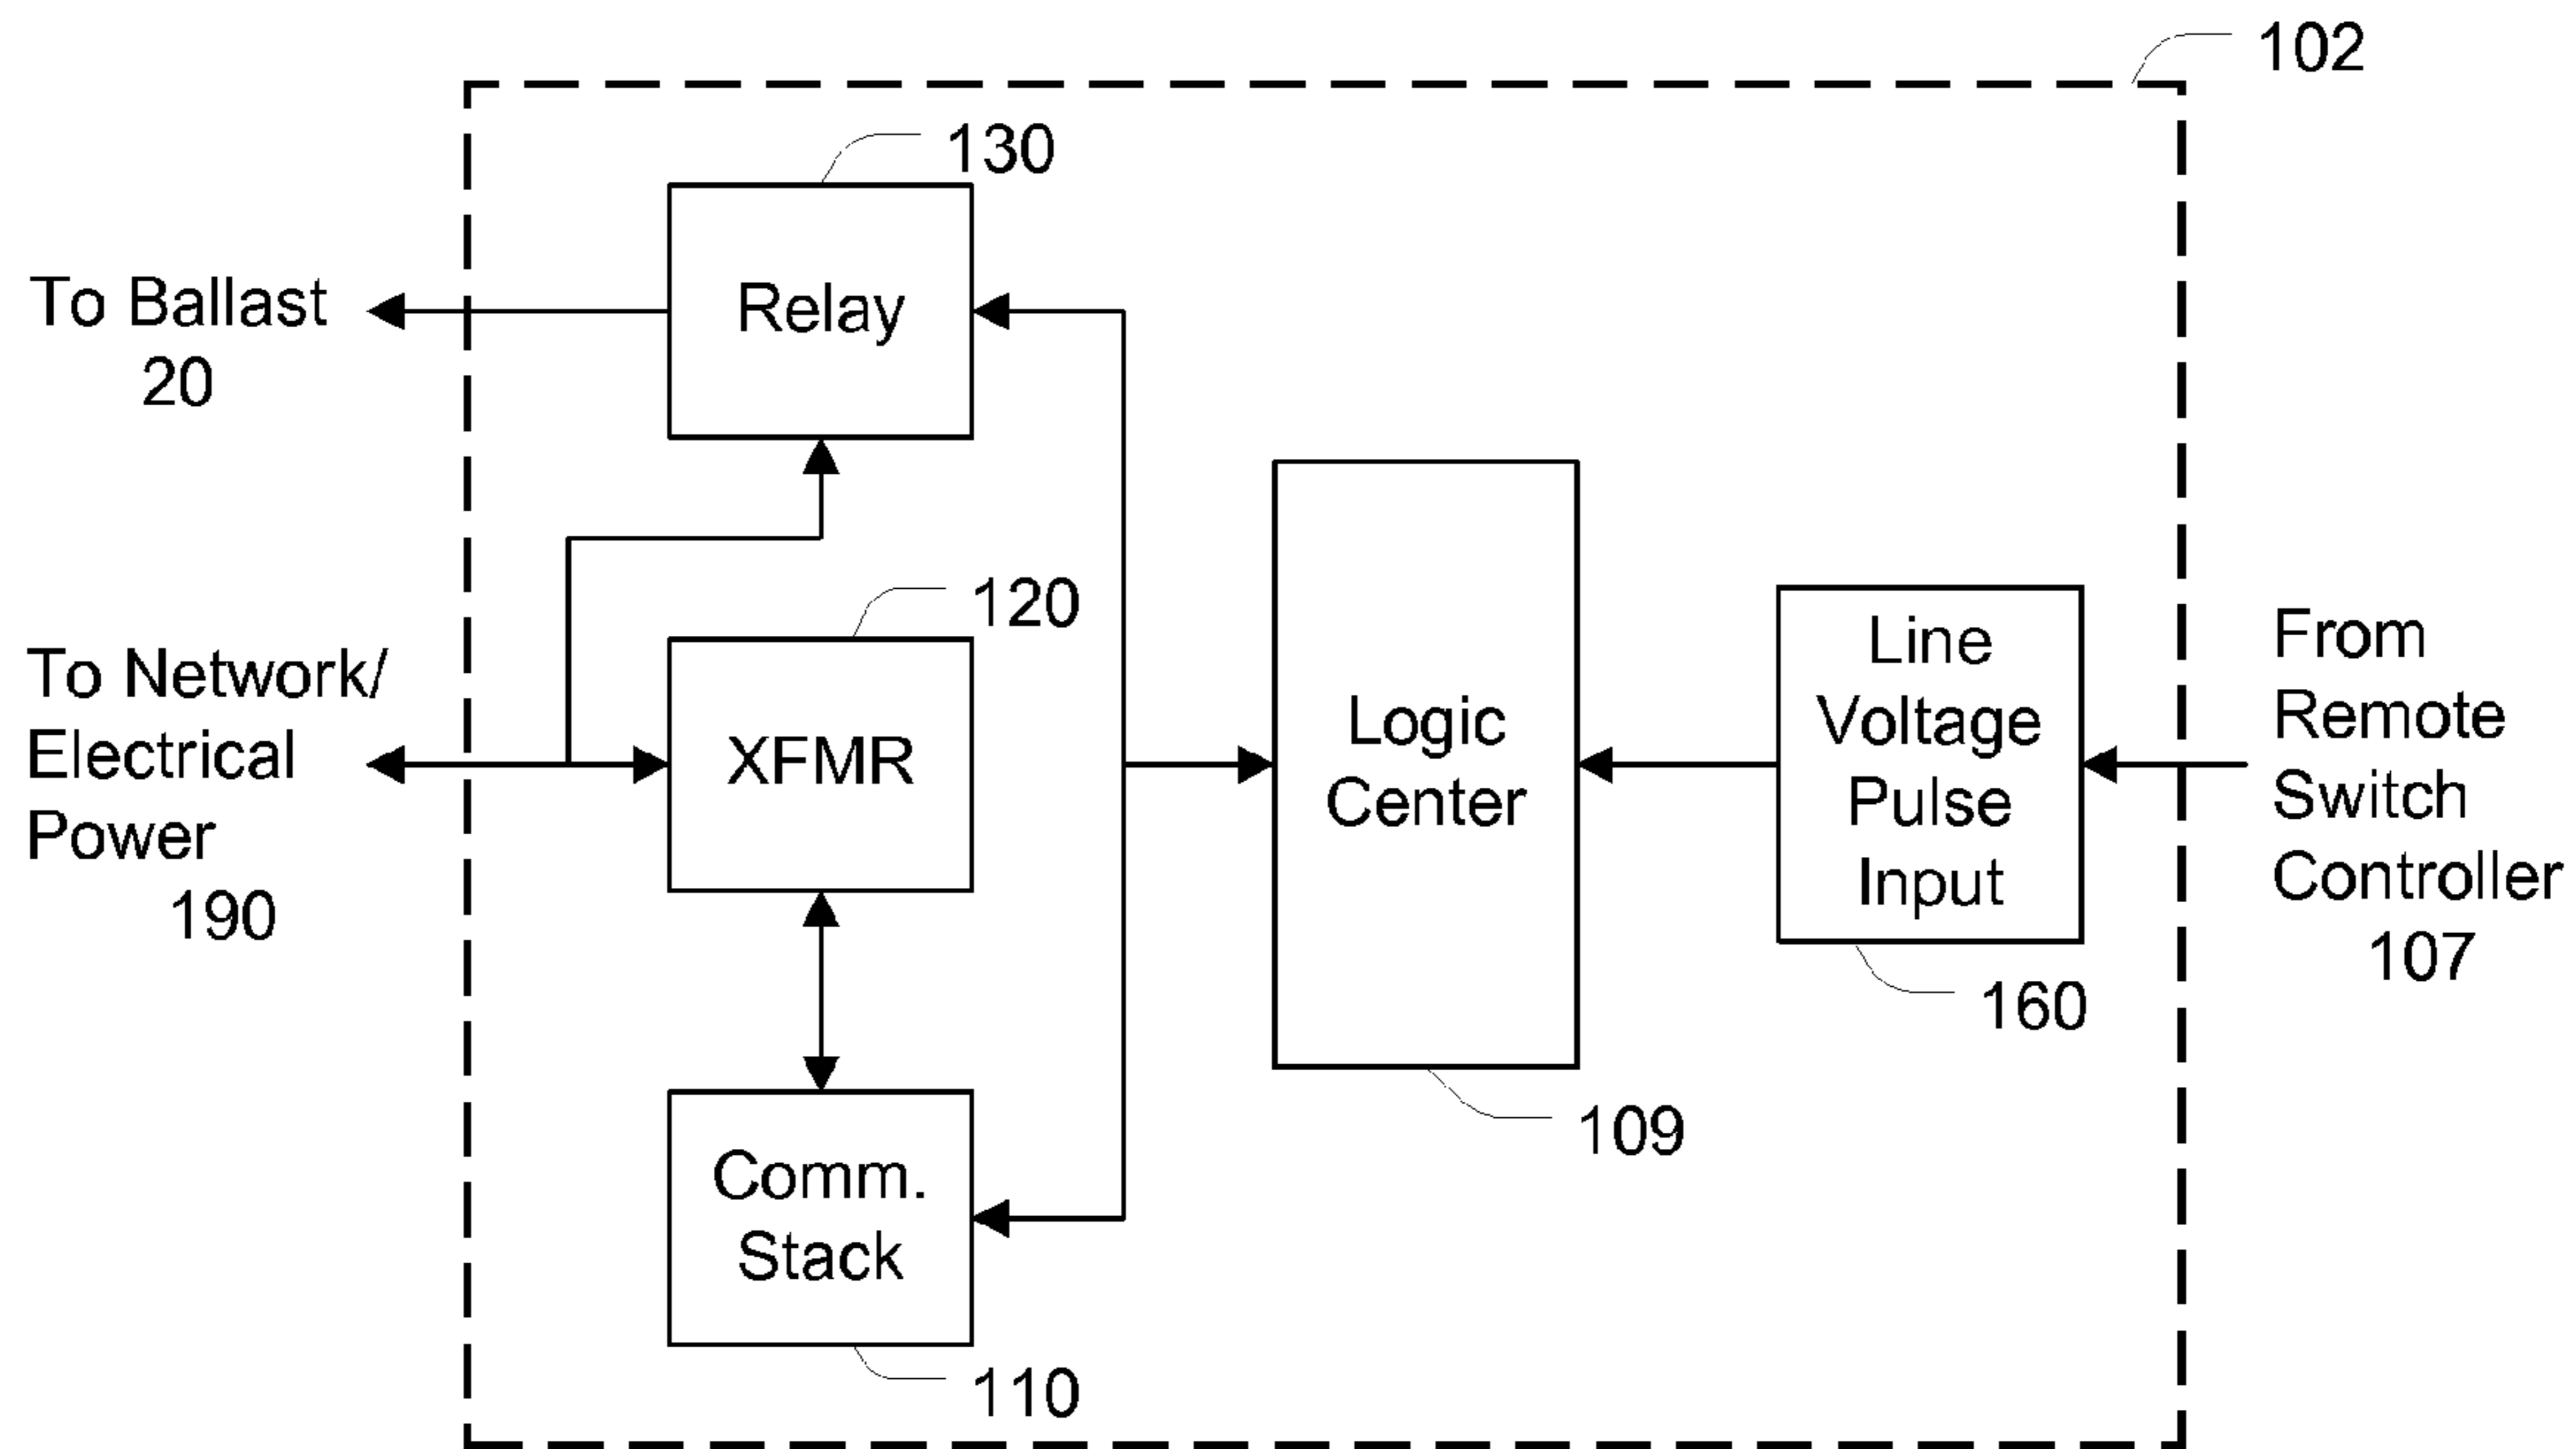 102
130
Relay
To Ballast
20
120
XFMR
To Network/
Electrical
Power
190
Logic
Center
109
Line
Voltage
Pulse
Input
160
From
Remote
Switch
Controller
107
Comm.
Stack
110